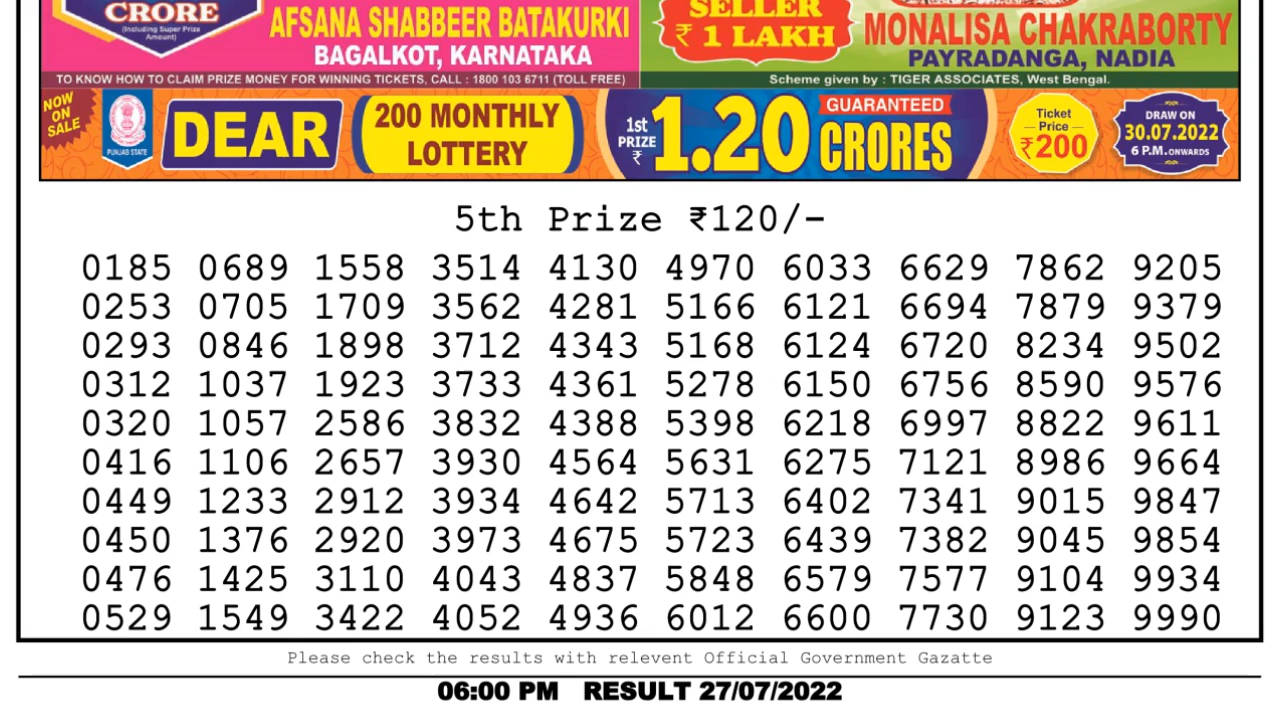 CRORE
(Including Super Prize Amount)
AFSANA SHABBEER BATAKURKI
BAGALKOT, KARNATAKA
SELLER
₹ 1 LAKH
MONALISA CHAKRABORTY
PAYRADANGA, NADIA
TO KNOW HOW TO CLAIM PRIZE MONEY FOR WINNING TICKETS, CALL : 1800 103 6711 (TOLL FREE)
Scheme given by : TIGER ASSOCIATES, West Bengal.
NOW ON SALE
PUNJAB STATE
DEAR
200 MONTHLY
LOTTERY
1st
PRIZE
₹
1.20
GUARANTEED
CRORES
Ticket
Price
₹200
DRAW ON
30.07.2022
6 P.M. ONWARDS
5th Prize ₹120/-
0185 0689 1558 3514 4130 4970 6033 6629 7862 9205
0253 0705 1709 3562 4281 5166 6121 6694 7879 9379
0293 0846 1898 3712 4343 5168 6124 6720 8234 9502
0312 1037 1923 3733 4361 5278 6150 6756 8590 9576
0320 1057 2586 3832 4388 5398 6218 6997 8822 9611
0416 1106 2657 3930 4564 5631 6275 7121 8986 9664
0449 1233 2912 3934 4642 5713 6402 7341 9015 9847
0450 1376 2920 3973 4675 5723 6439 7382 9045 9854
0476 1425 3110 4043 4837 5848 6579 7577 9104 9934
0529 1549 3422 4052 4936 6012 6600 7730 9123 9990
Please check the results with relevent Official Government Gazatte
06:00 PM RESULT 27/07/2022